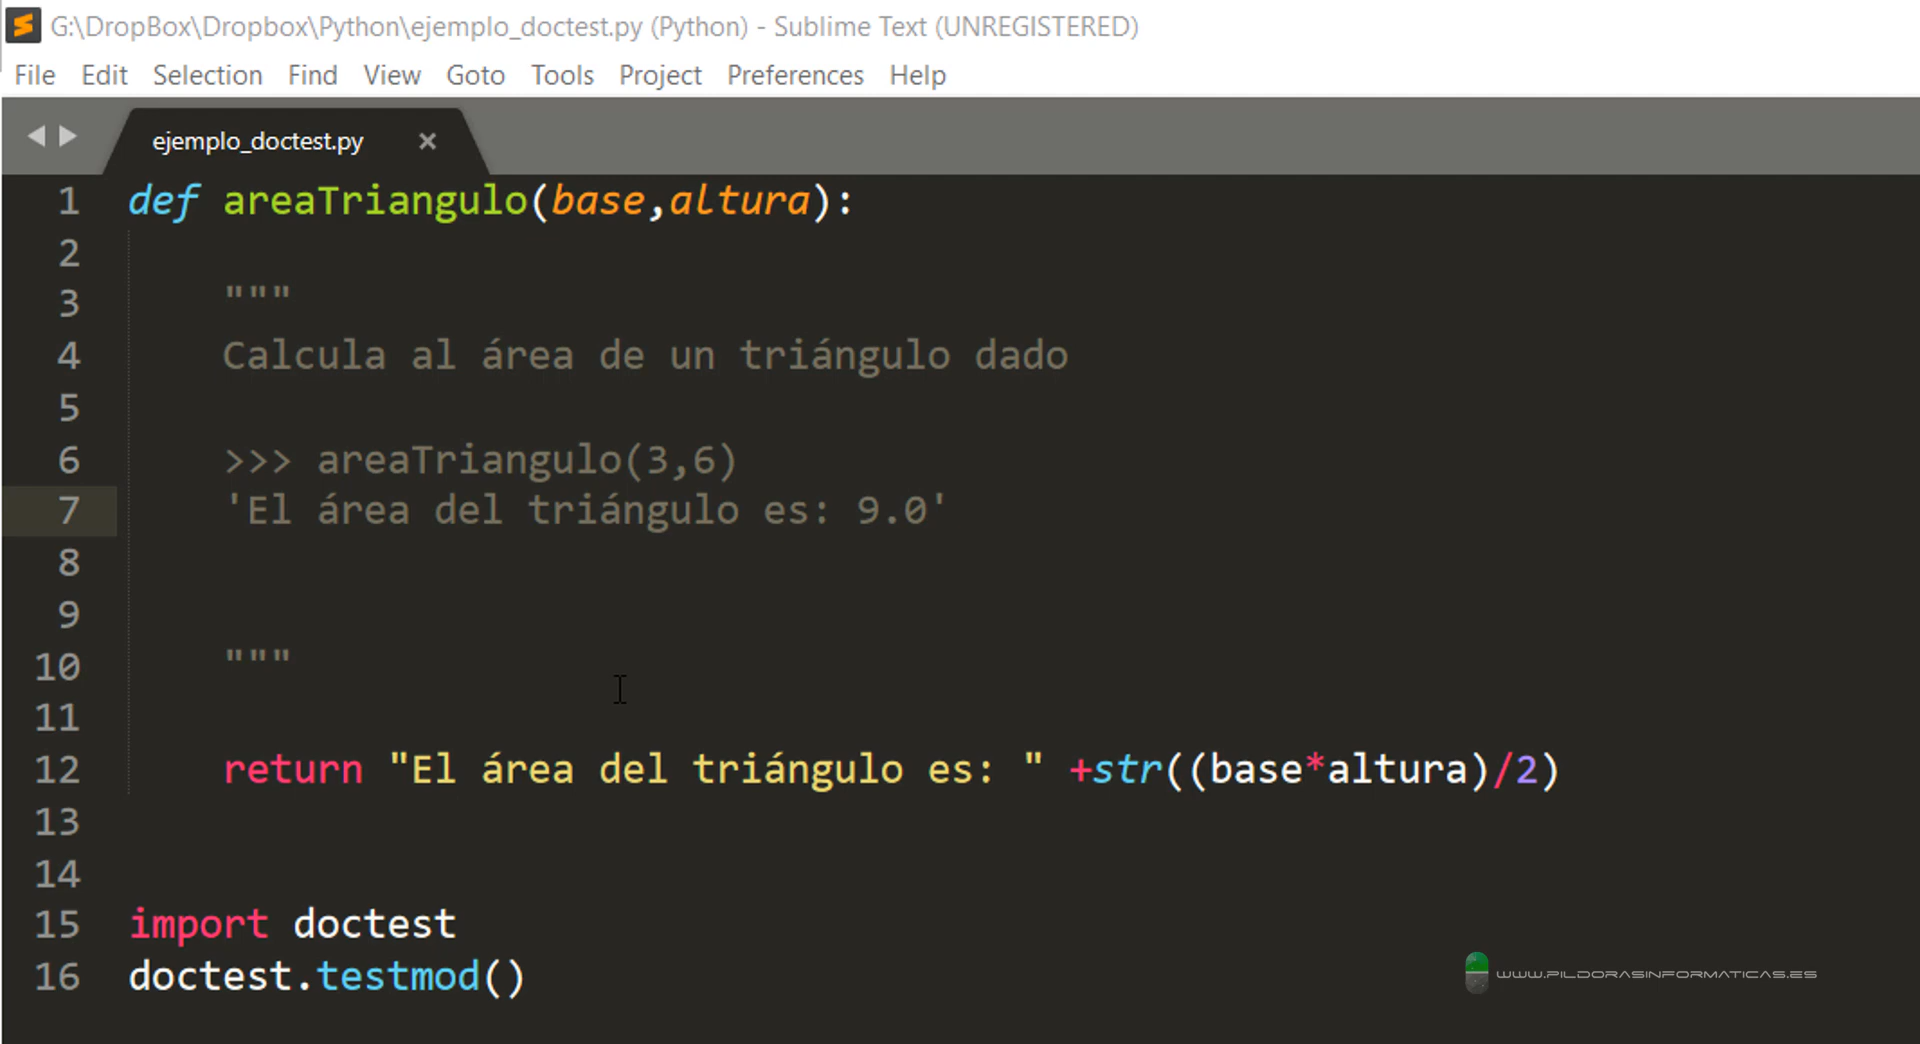 G:\DropBox\Dropbox\Python\ejemplo_doctest.py (Python) - Sublime Text (UNREGISTERED)
File Edit Selection Find View Goto Tools Project Preferences Help
ejemplo_doctest.py ×
1 def areaTriangulo(base,altura):
2
3 """
4 Calcula al área de un triángulo dado
5
6 >>> areaTriangulo(3,6)
7 'El área del triángulo es: 9.0'
8
9
10 """
11
12 return "El área del triángulo es: " +str((base*altura)/2)
13
14
15 import doctest
16 doctest.testmod()
WWW.PILDORASINFORMATICAS.ES